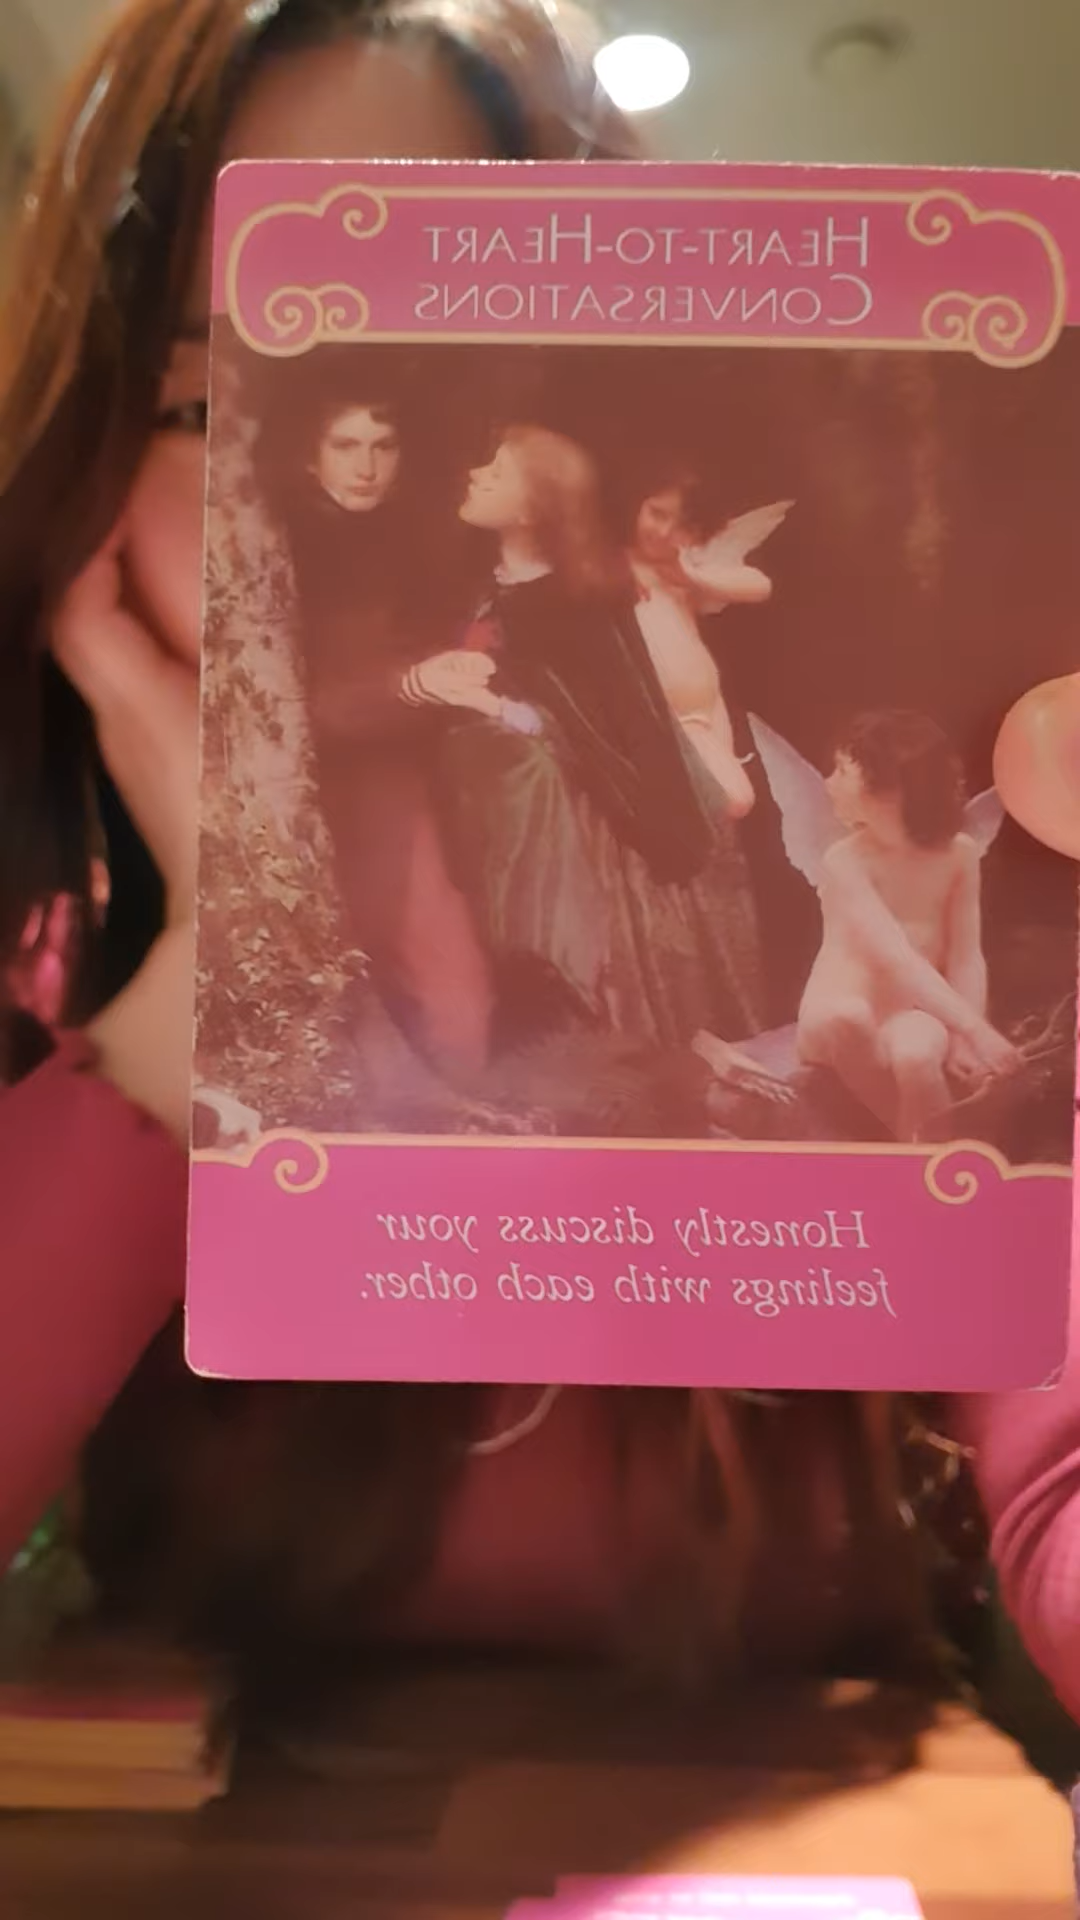 HEART-TO-HEART
CONVERSATIONS
Honestly discuss your
feelings with each other.